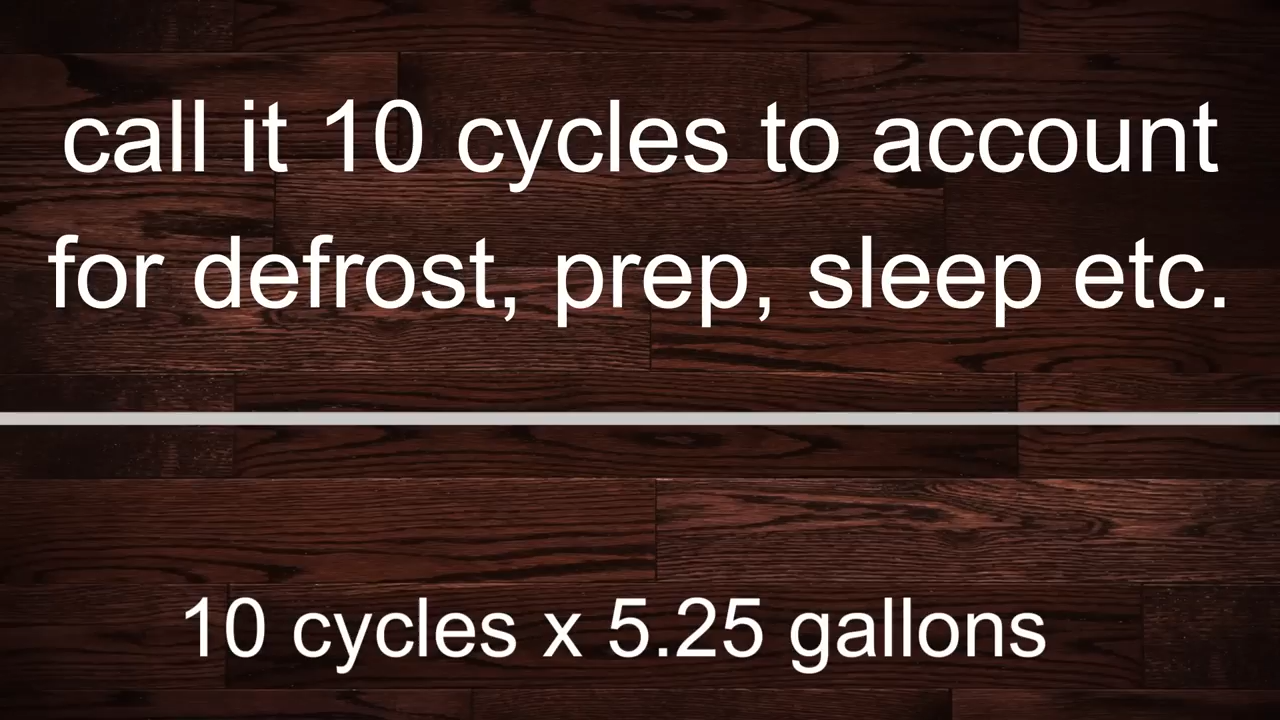 call it 10 cycles to account
for defrost, prep, sleep etc.
10 cycles x 5.25 gallons